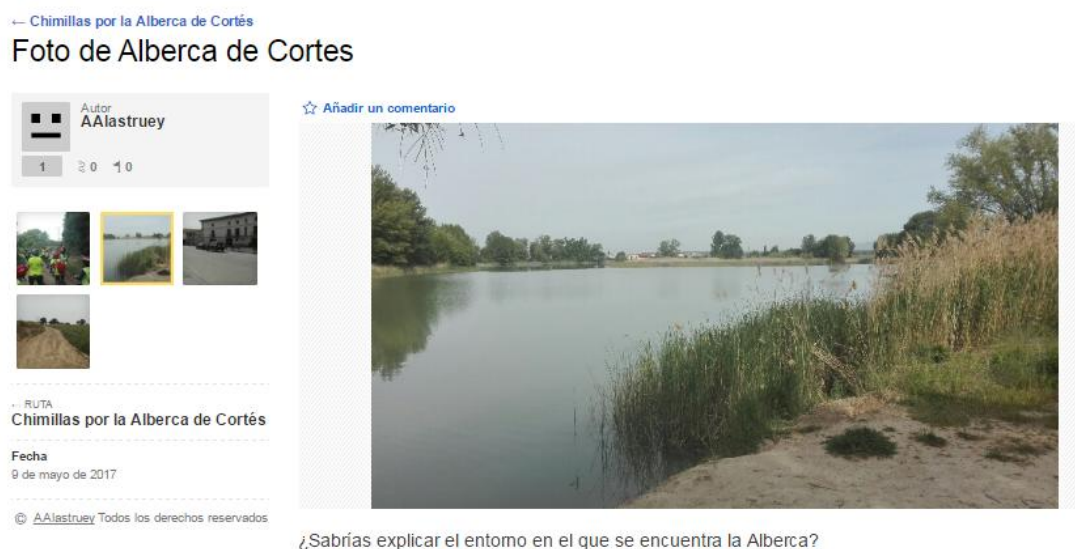 ← Chimillas por la Alberca de Cortés
Foto de Alberca de Cortes
Autor
AAlastruey
1 0 0
Añadir un comentario
← RUTA
Chimillas por la Alberca de Cortés
Fecha
9 de mayo de 2017
© AAlastruey Todos los derechos reservados
¿Sabrías explicar el entorno en el que se encuentra la Alberca?